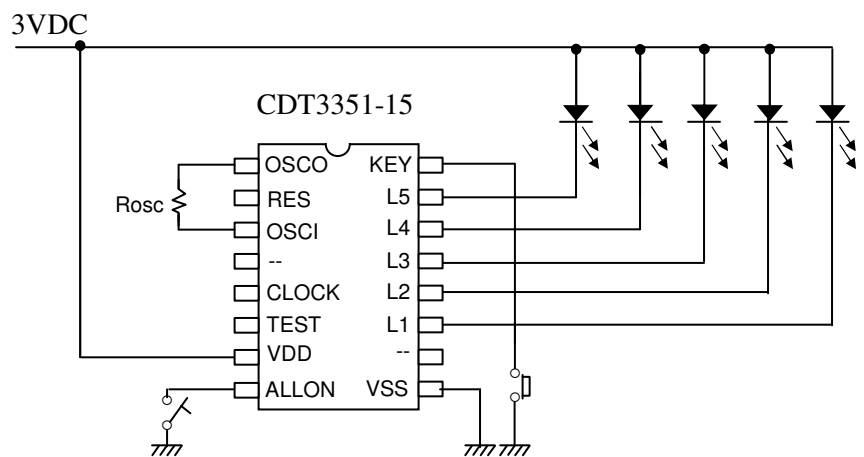 3VDC
CDT3351-15
OSCO KEY
RES L5
Rosc
OSCI L4
-- L3
CLOCK L2
TEST L1
VDD --
ALLON VSS